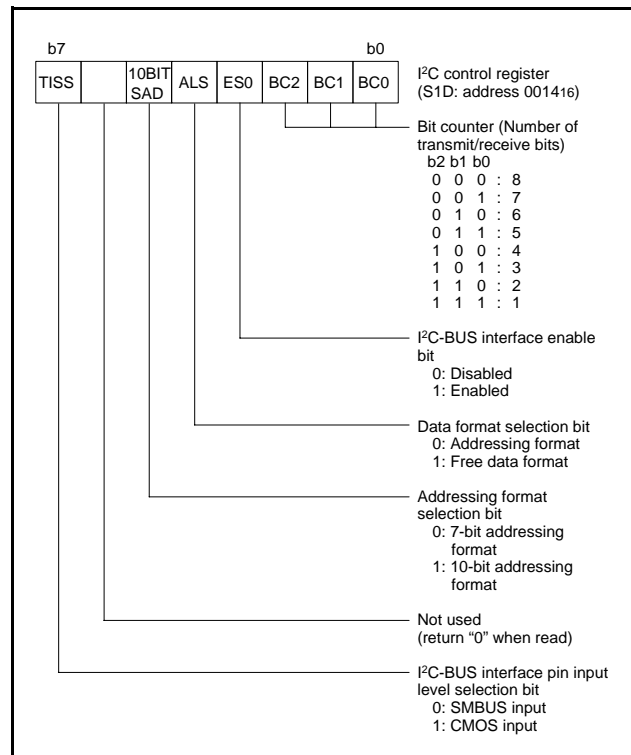 b7 b0
TISS 10BIT SAD ALS ES0 BC2 BC1 BC0
I²C control register
(S1D: address 001416)
Bit counter (Number of
transmit/receive bits)
b2 b1 b0
0 0 0 : 8
0 0 1 : 7
0 1 0 : 6
0 1 1 : 5
1 0 0 : 4
1 0 1 : 3
1 1 0 : 2
1 1 1 : 1
I²C-BUS interface enable
bit
0: Disabled
1: Enabled
Data format selection bit
0: Addressing format
1: Free data format
Addressing format
selection bit
0: 7-bit addressing
format
1: 10-bit addressing
format
Not used
(return “0” when read)
I²C-BUS interface pin input
level selection bit
0: SMBUS input
1: CMOS input